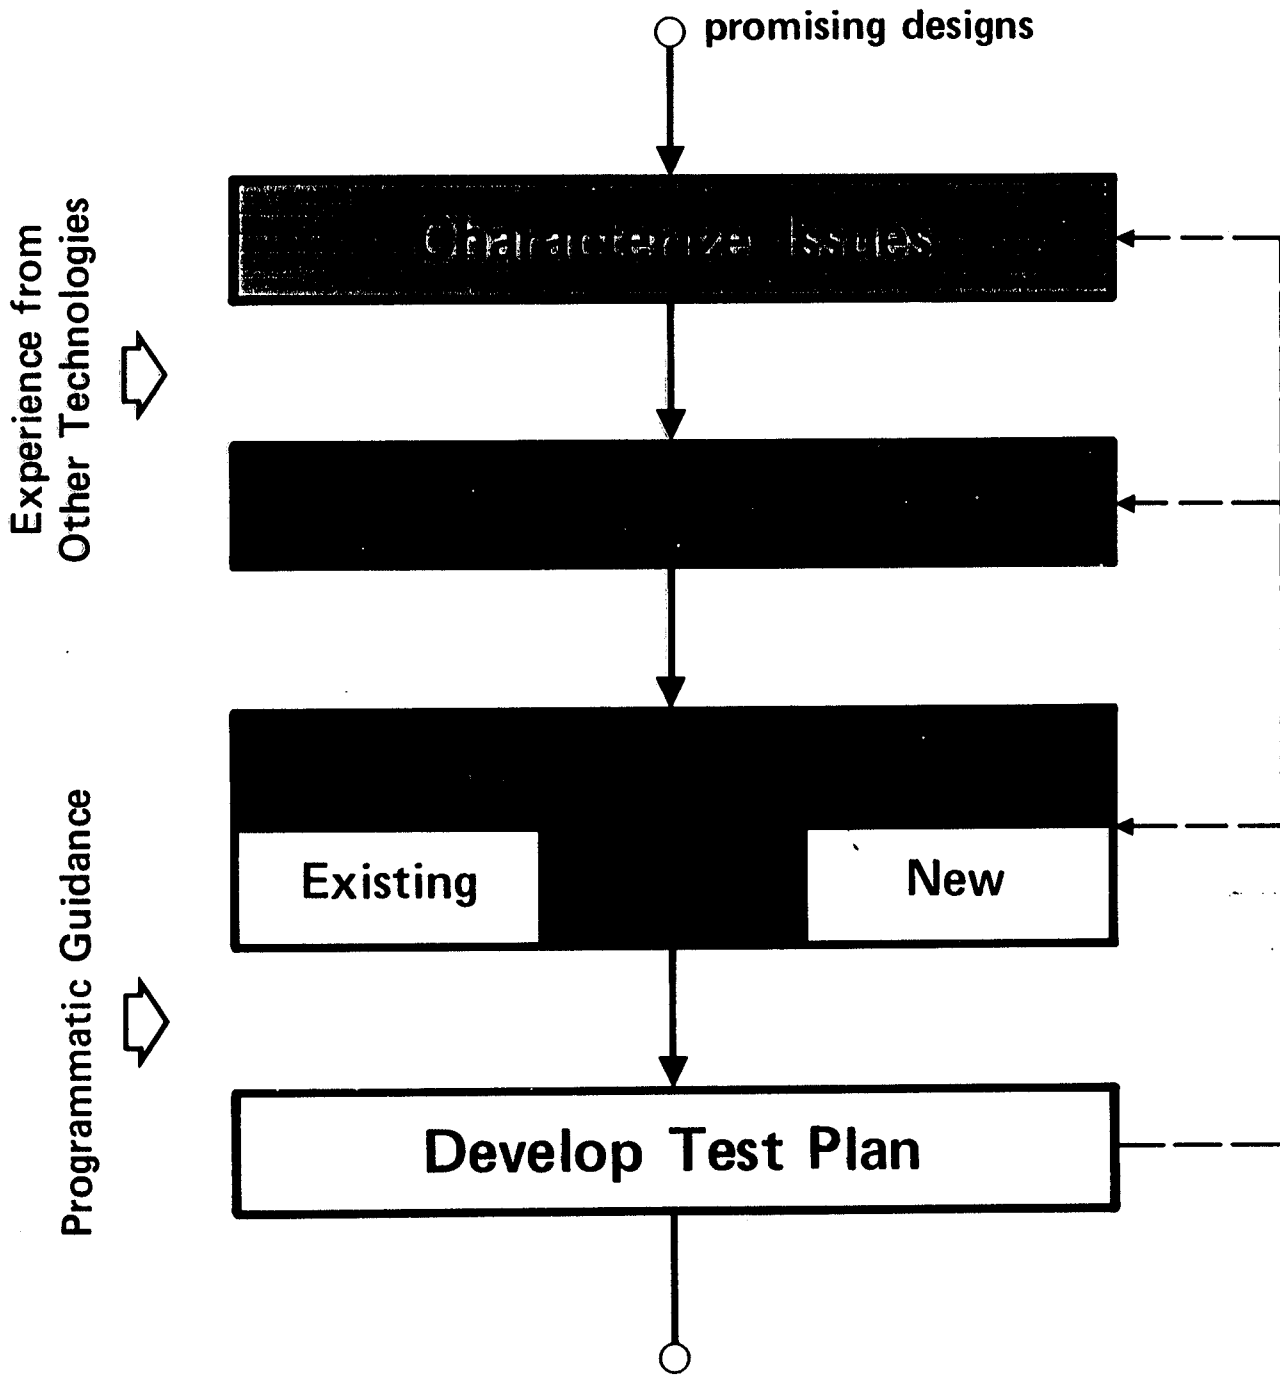 promising designs
Characterize Issues
Experience from
Other Technologies
Existing
New
Programmatic Guidance
Develop Test Plan